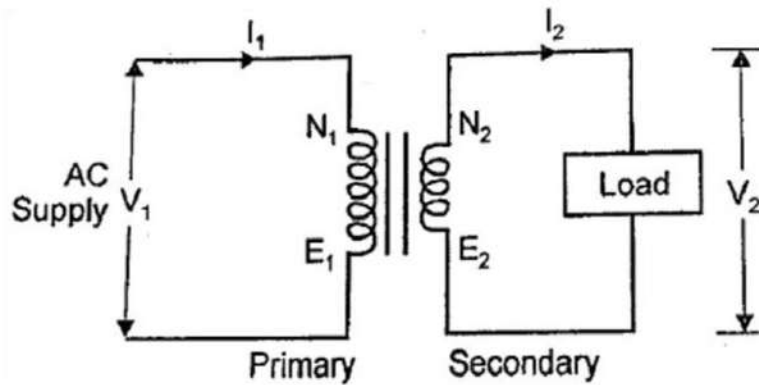 I₁
I₂
N₁
N₂
AC
Supply
V₁
Load
V₂
E₁
E₂
Primary
Secondary